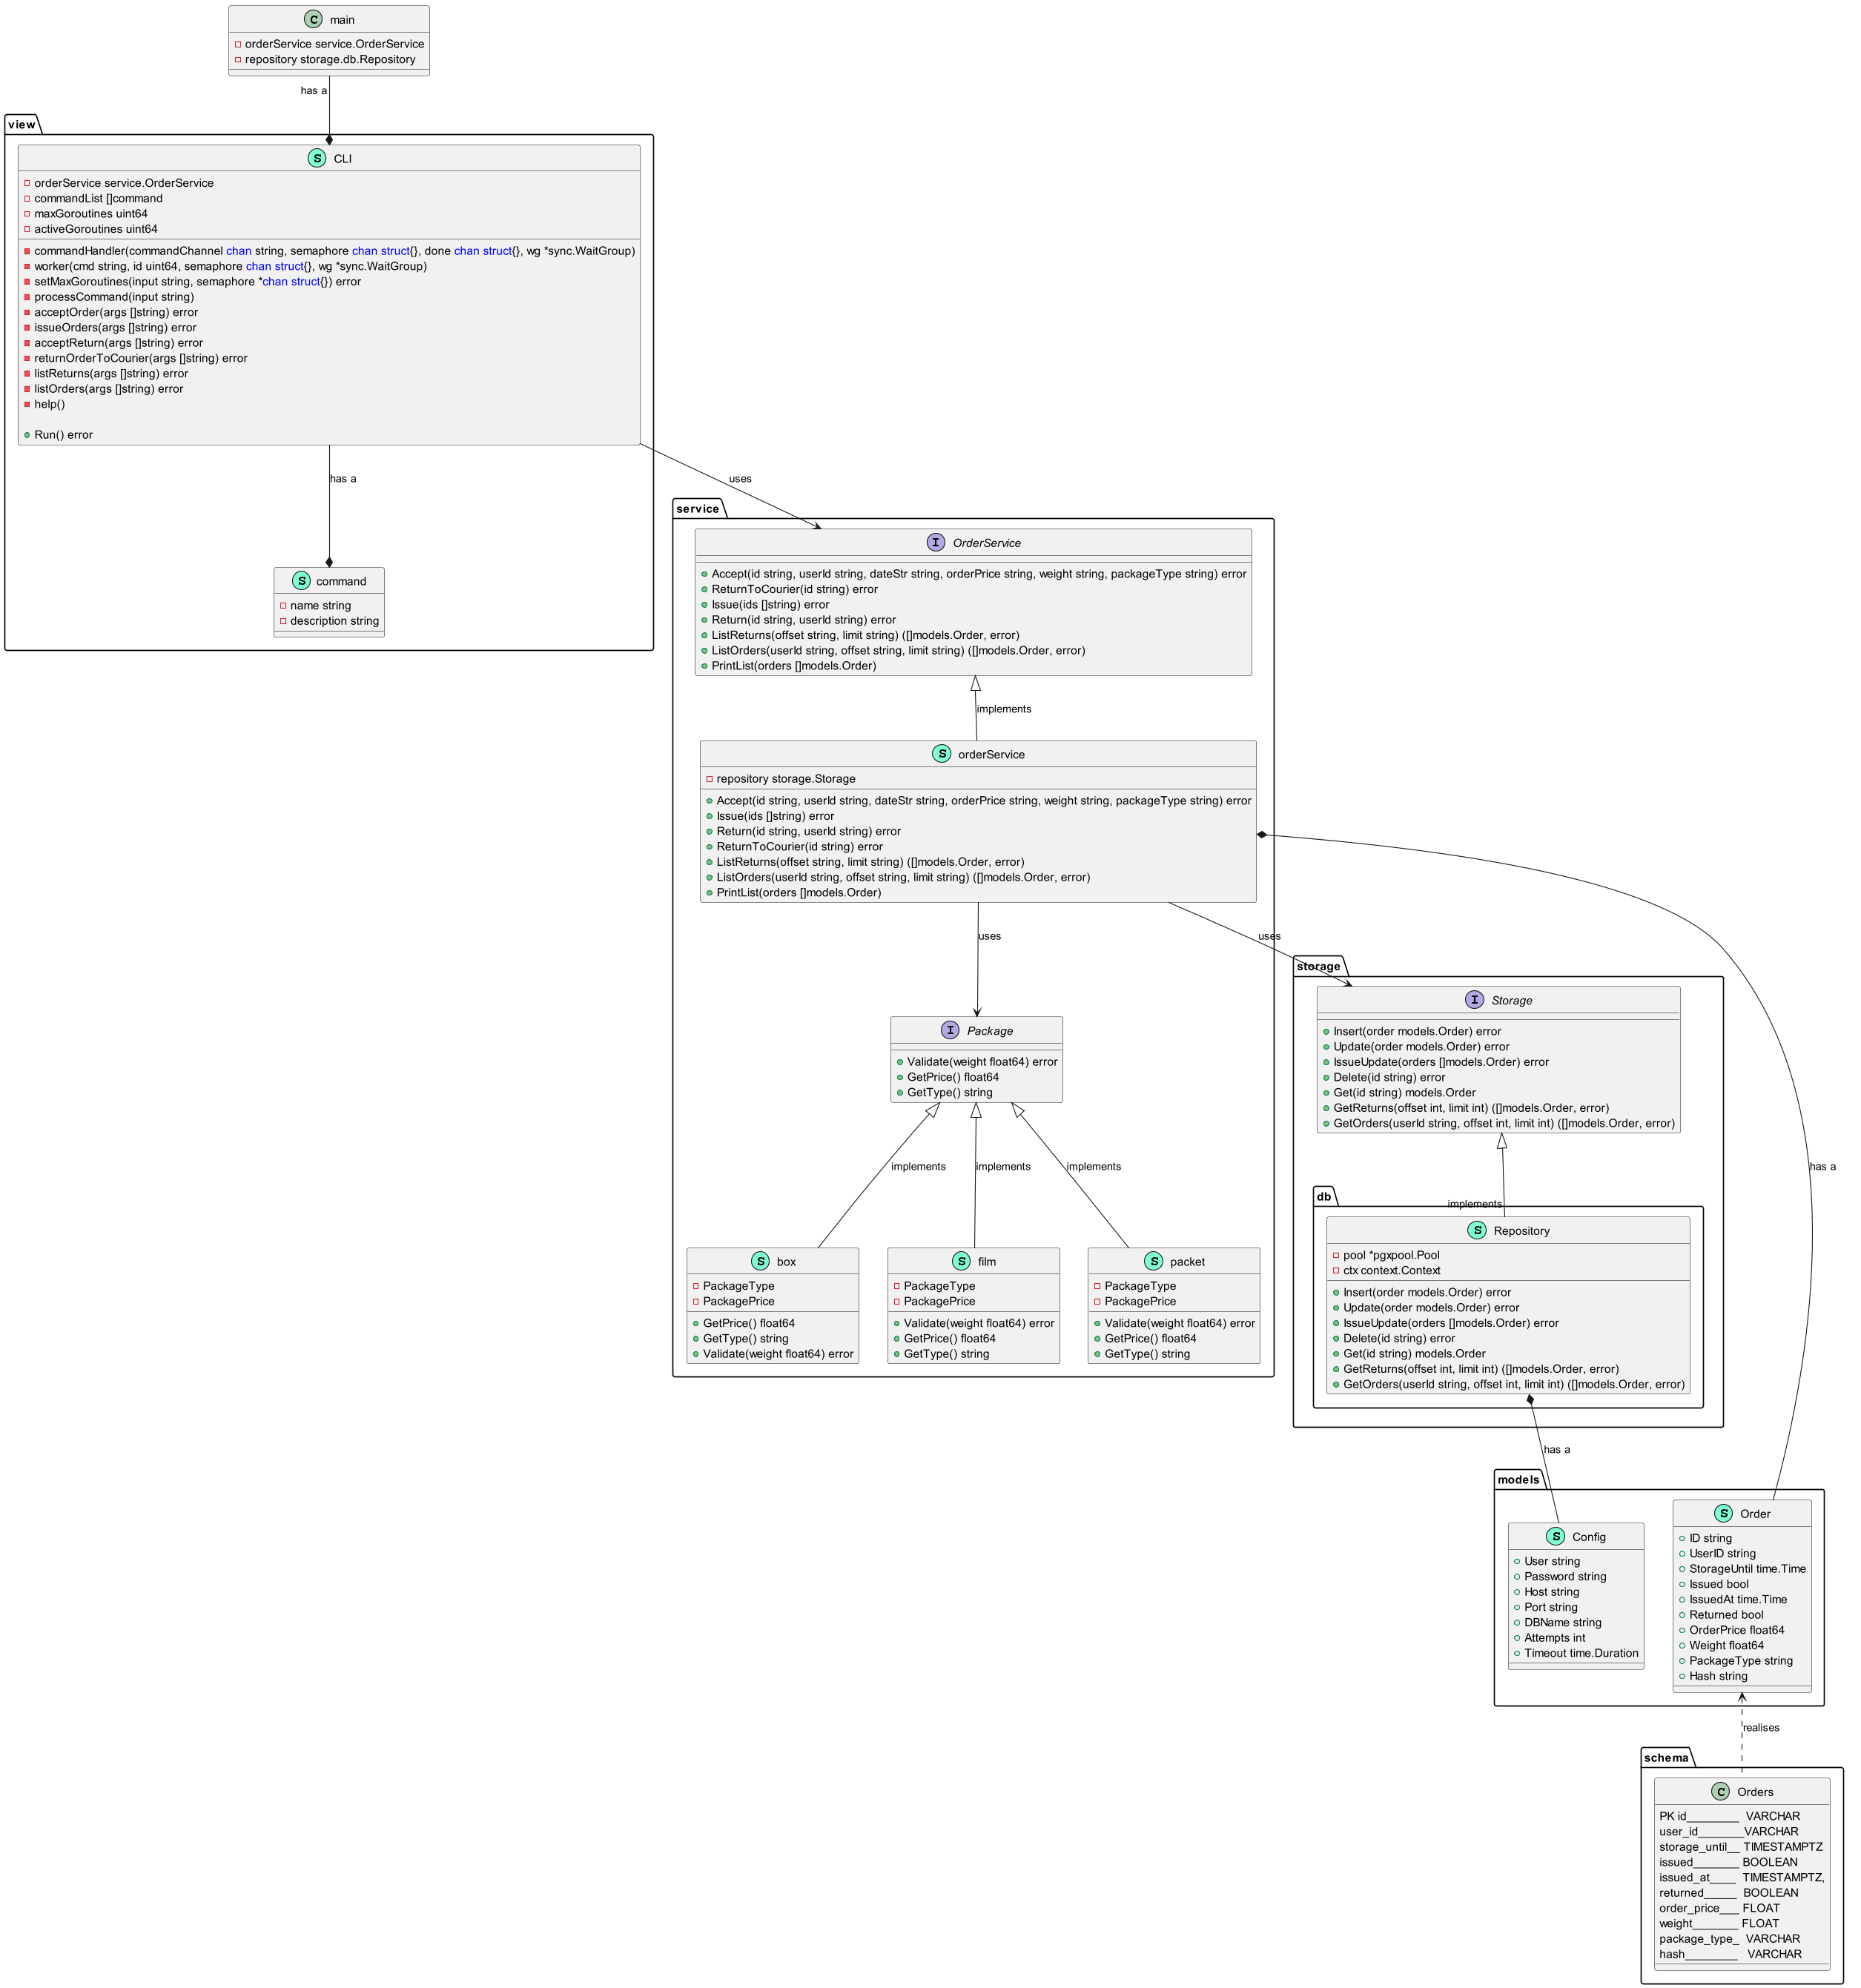 C main
orderService service.OrderService
repository storage.db.Repository
has a
view
S CLI
orderService service.OrderService
commandList []command
maxGoroutines uint64
activeGoroutines uint64
commandHandler(commandChannel chan string, semaphore chan struct{}, done chan struct{}, wg *sync.WaitGroup)
worker(cmd string, id uint64, semaphore chan struct{}, wg *sync.WaitGroup)
setMaxGoroutines(input string, semaphore *chan struct{}) error
processCommand(input string)
acceptOrder(args []string) error
issueOrders(args []string) error
acceptReturn(args []string) error
returnOrderToCourier(args []string) error
listReturns(args []string) error
listOrders(args []string) error
help()
Run() error
has a
uses
S command
name string
description string
service
I OrderService
Accept(id string, userId string, dateStr string, orderPrice string, weight string, packageType string) error
ReturnToCourier(id string) error
Issue(ids []string) error
Return(id string, userId string) error
ListReturns(offset string, limit string) ([]models.Order, error)
ListOrders(userId string, offset string, limit string) ([]models.Order, error)
PrintList(orders []models.Order)
implements
S orderService
repository storage.Storage
Accept(id string, userId string, dateStr string, orderPrice string, weight string, packageType string) error
Issue(ids []string) error
Return(id string, userId string) error
ReturnToCourier(id string) error
ListReturns(offset string, limit string) ([]models.Order, error)
ListOrders(userId string, offset string, limit string) ([]models.Order, error)
PrintList(orders []models.Order)
uses
uses
I Package
Validate(weight float64) error
GetPrice() float64
GetType() string
implements
implements
implements
S box
PackageType
PackagePrice
GetPrice() float64
GetType() string
Validate(weight float64) error
S film
PackageType
PackagePrice
Validate(weight float64) error
GetPrice() float64
GetType() string
S packet
PackageType
PackagePrice
Validate(weight float64) error
GetPrice() float64
GetType() string
storage
I Storage
Insert(order models.Order) error
Update(order models.Order) error
IssueUpdate(orders []models.Order) error
Delete(id string) error
Get(id string) models.Order
GetReturns(offset int, limit int) ([]models.Order, error)
GetOrders(userId string, offset int, limit int) ([]models.Order, error)
implements
db
S Repository
pool *pgxpool.Pool
ctx context.Context
Insert(order models.Order) error
Update(order models.Order) error
IssueUpdate(orders []models.Order) error
Delete(id string) error
Get(id string) models.Order
GetReturns(offset int, limit int) ([]models.Order, error)
GetOrders(userId string, offset int, limit int) ([]models.Order, error)
has a
has a
models
S Config
User string
Password string
Host string
Port string
DBName string
Attempts int
Timeout time.Duration
S Order
ID string
UserID string
StorageUntil time.Time
Issued bool
IssuedAt time.Time
Returned bool
OrderPrice float64
Weight float64
PackageType string
Hash string
realises
schema
C Orders
PK id________ VARCHAR
user_id_______VARCHAR
storage_until__ TIMESTAMPTZ
issued_______ BOOLEAN
issued_at____ TIMESTAMPTZ,
returned_____ BOOLEAN
order_price___ FLOAT
weight_______ FLOAT
package_type_ VARCHAR
hash________ VARCHAR